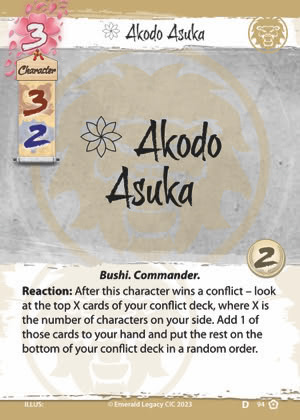 3
Akodo Asuka
Character
3
2
Akodo
Asuka
2
Bushi. Commander.
Reaction: After this character wins a conflict – look
at the top X cards of your conflict deck, where X is
the number of characters on your side. Add 1 of
those cards to your hand and put the rest on the
bottom of your conflict deck in a random order.
ILLUS:
© Emerald Legacy CIC 2023
D 94